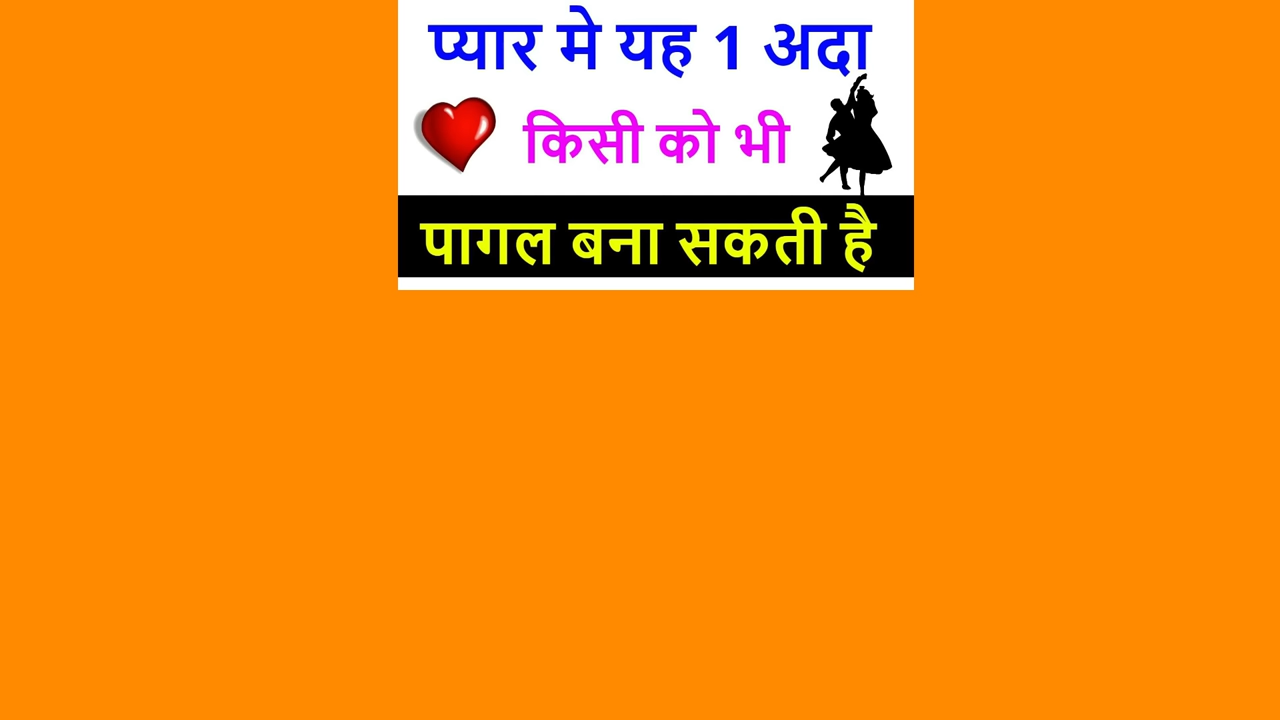 प्यार मे यह 1 अदा
किसी को भी
पागल बना सकती है